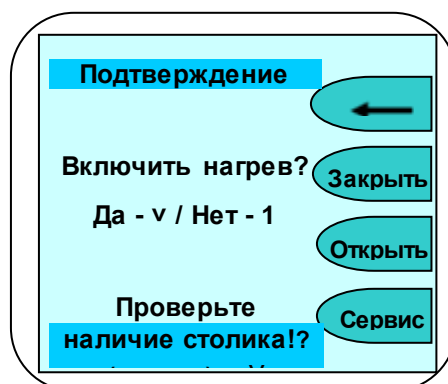 Подтверждение
Включить нагрев?
Закрыть
Да - v / Нет - 1
Открыть
Проверьте
Сервис
наличие столика!?